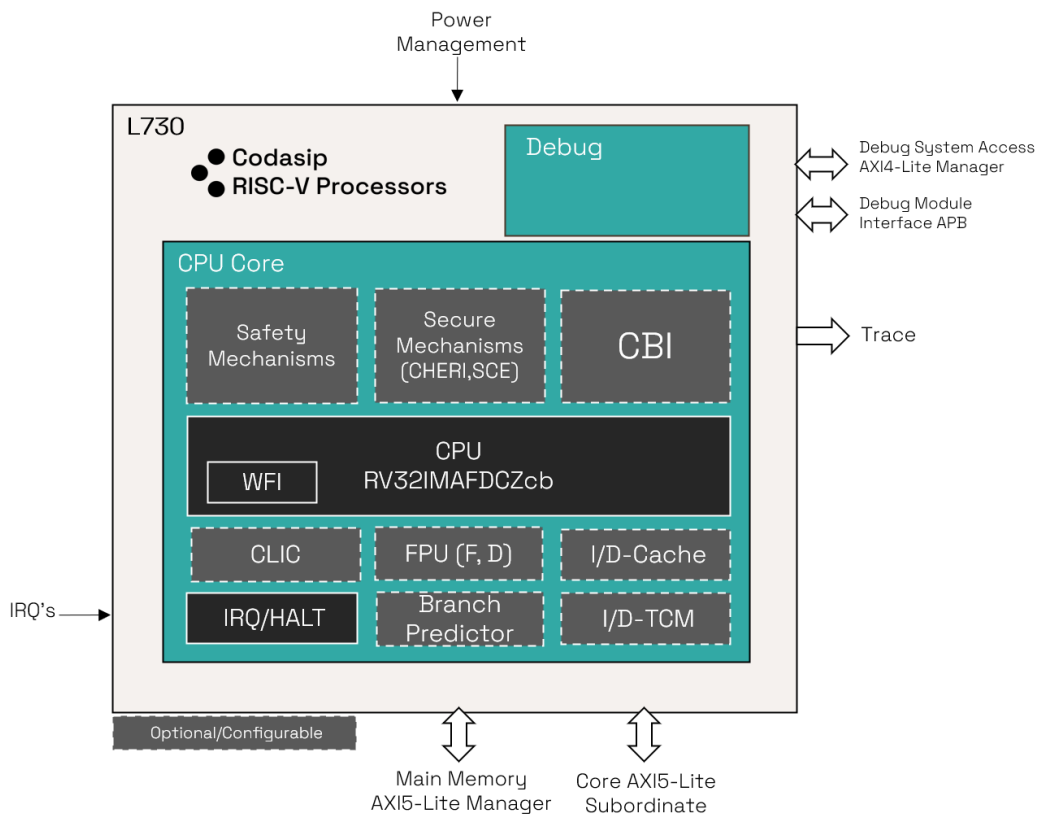 Power
Management
L730
Codasip
RISC-V Processors
Debug
Debug System Access
AXI4-Lite Manager
Debug Module
Interface APB
CPU Core
Safety
Mechanisms
Secure
Mechanisms
(CHERI,SCE)
CBI
Trace
CPU
RV32IMAFDCZcb
WFI
CLIC
FPU (F, D)
I/D-Cache
IRQ's
IRQ/HALT
Branch
Predictor
I/D-TCM
Optional/Configurable
Main Memory
AXI5-Lite Manager
Core AXI5-Lite
Subordinate